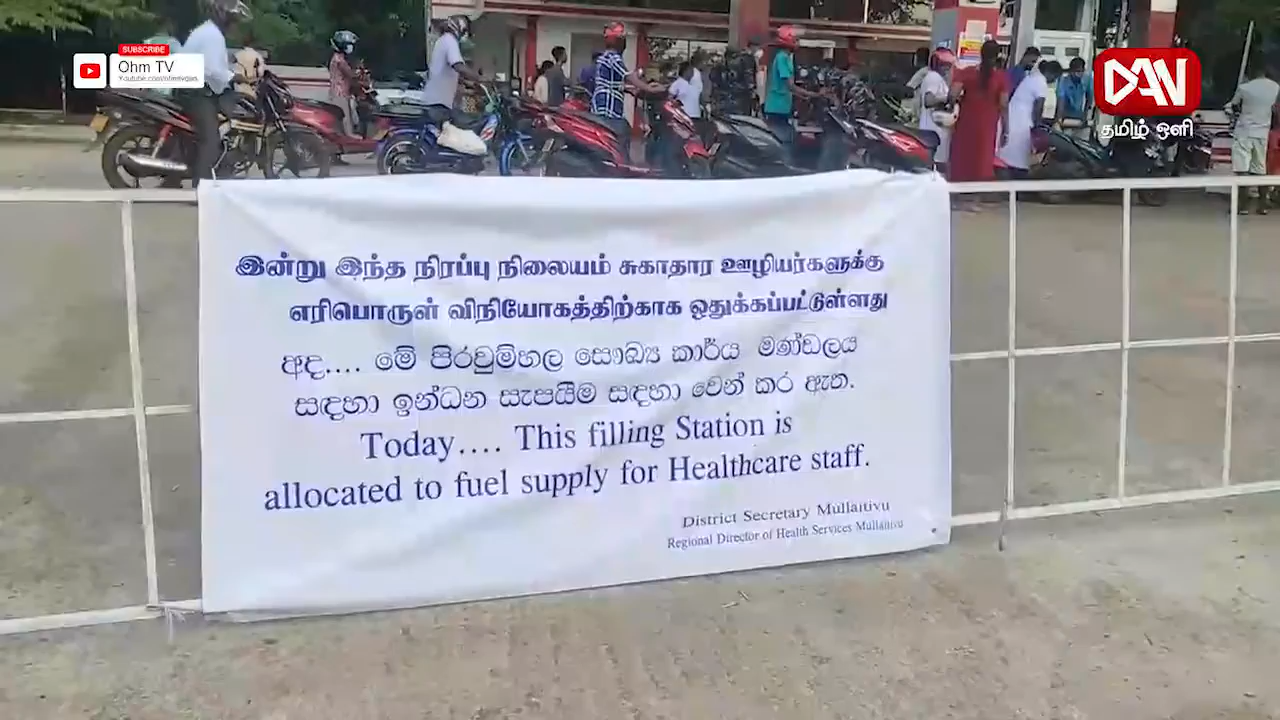 SUBSCRIBE
Ohm TV
DAN
தமிழ் ஒளி
இன்று இந்த நிரப்பு நிலையம் சுகாதார ஊழியர்களுக்கு
எரிபொருள் விநியோகத்திற்காக ஒதுக்கப்பட்டுள்ளது
අද.... මේ පිරවුම්හල සෞඛ්‍ය කාර්ය මණ්ඩලය
සඳහා ඉන්ධන සැපයීම සඳහා වෙන් කර ඇත.
Today.... This filling Station is
allocated to fuel supply for Healthcare staff.
District Secretary Mullaitivu
Regional Director of Health Services Mullaitivu